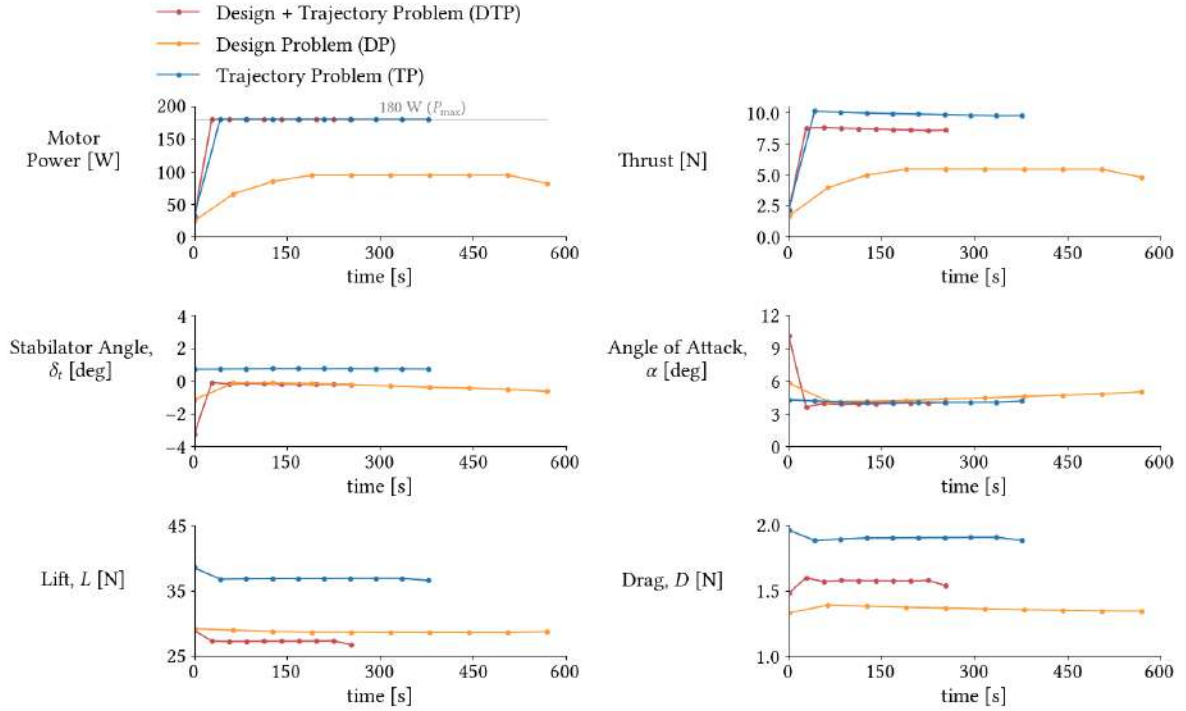 Design + Trajectory Problem (DTP)
Design Problem (DP)
Trajectory Problem (TP)
Motor
Power [W]
200
150
100
50
0
180 W (Pmax)
0 150 300 450 600
time [s]
Thrust [N]
10.0
7.5
5.0
2.5
0.0
0 150 300 450 600
time [s]
Stabilator Angle,
δt [deg]
4
2
0
−2
−4
0 150 300 450 600
time [s]
Angle of Attack,
α [deg]
12
9
6
3
0
0 150 300 450 600
time [s]
Lift, L [N]
45
35
25
0 150 300 450 600
time [s]
Drag, D [N]
2.0
1.5
1.0
0 150 300 450 600
time [s]